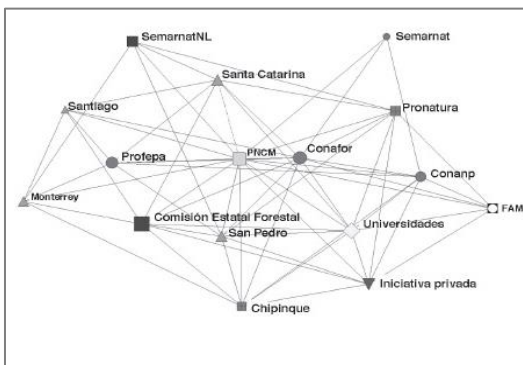 SemarnatNL
Semarnat
Santa Catarina
Santiago
Pronatura
PNCM
Conafor
Profepa
Conanp
Monterrey
FAM
Comisión Estatal Forestal
Universidades
San Pedro
Iniciativa privada
Chipinque